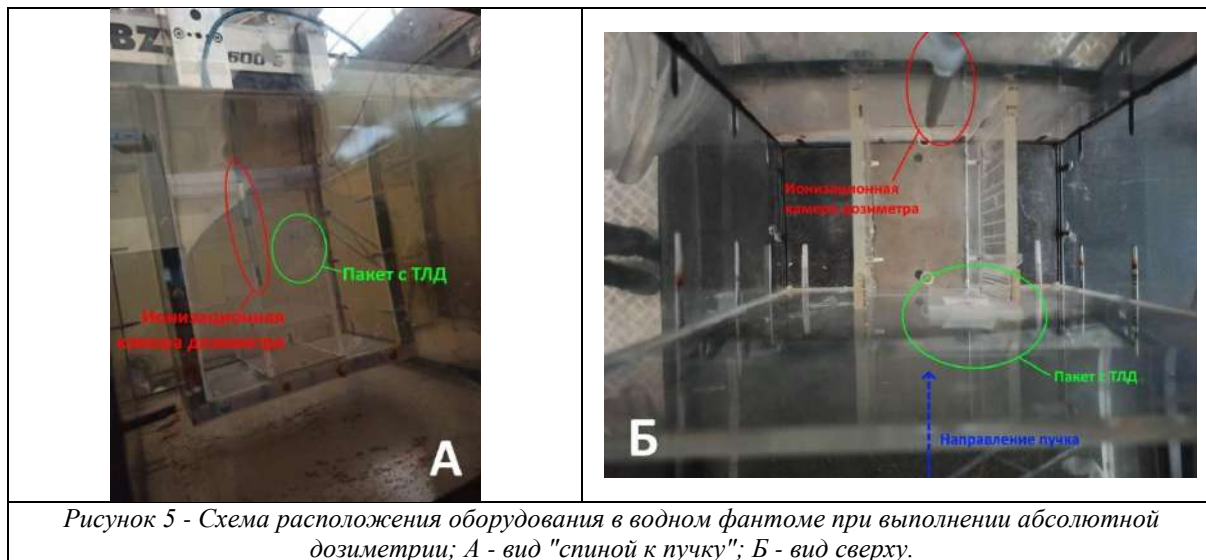 BZ
600
Ионизационная
камера дозиметра
Пакет с ТЛД
А
Ионизационная
камера дозиметра
Пакет с ТЛД
Б
Направление пучка
Рисунок 5 - Схема расположения оборудования в водном фантоме при выполнении абсолютной
дозиметрии; А - вид "спиной к пучку"; Б - вид сверху.